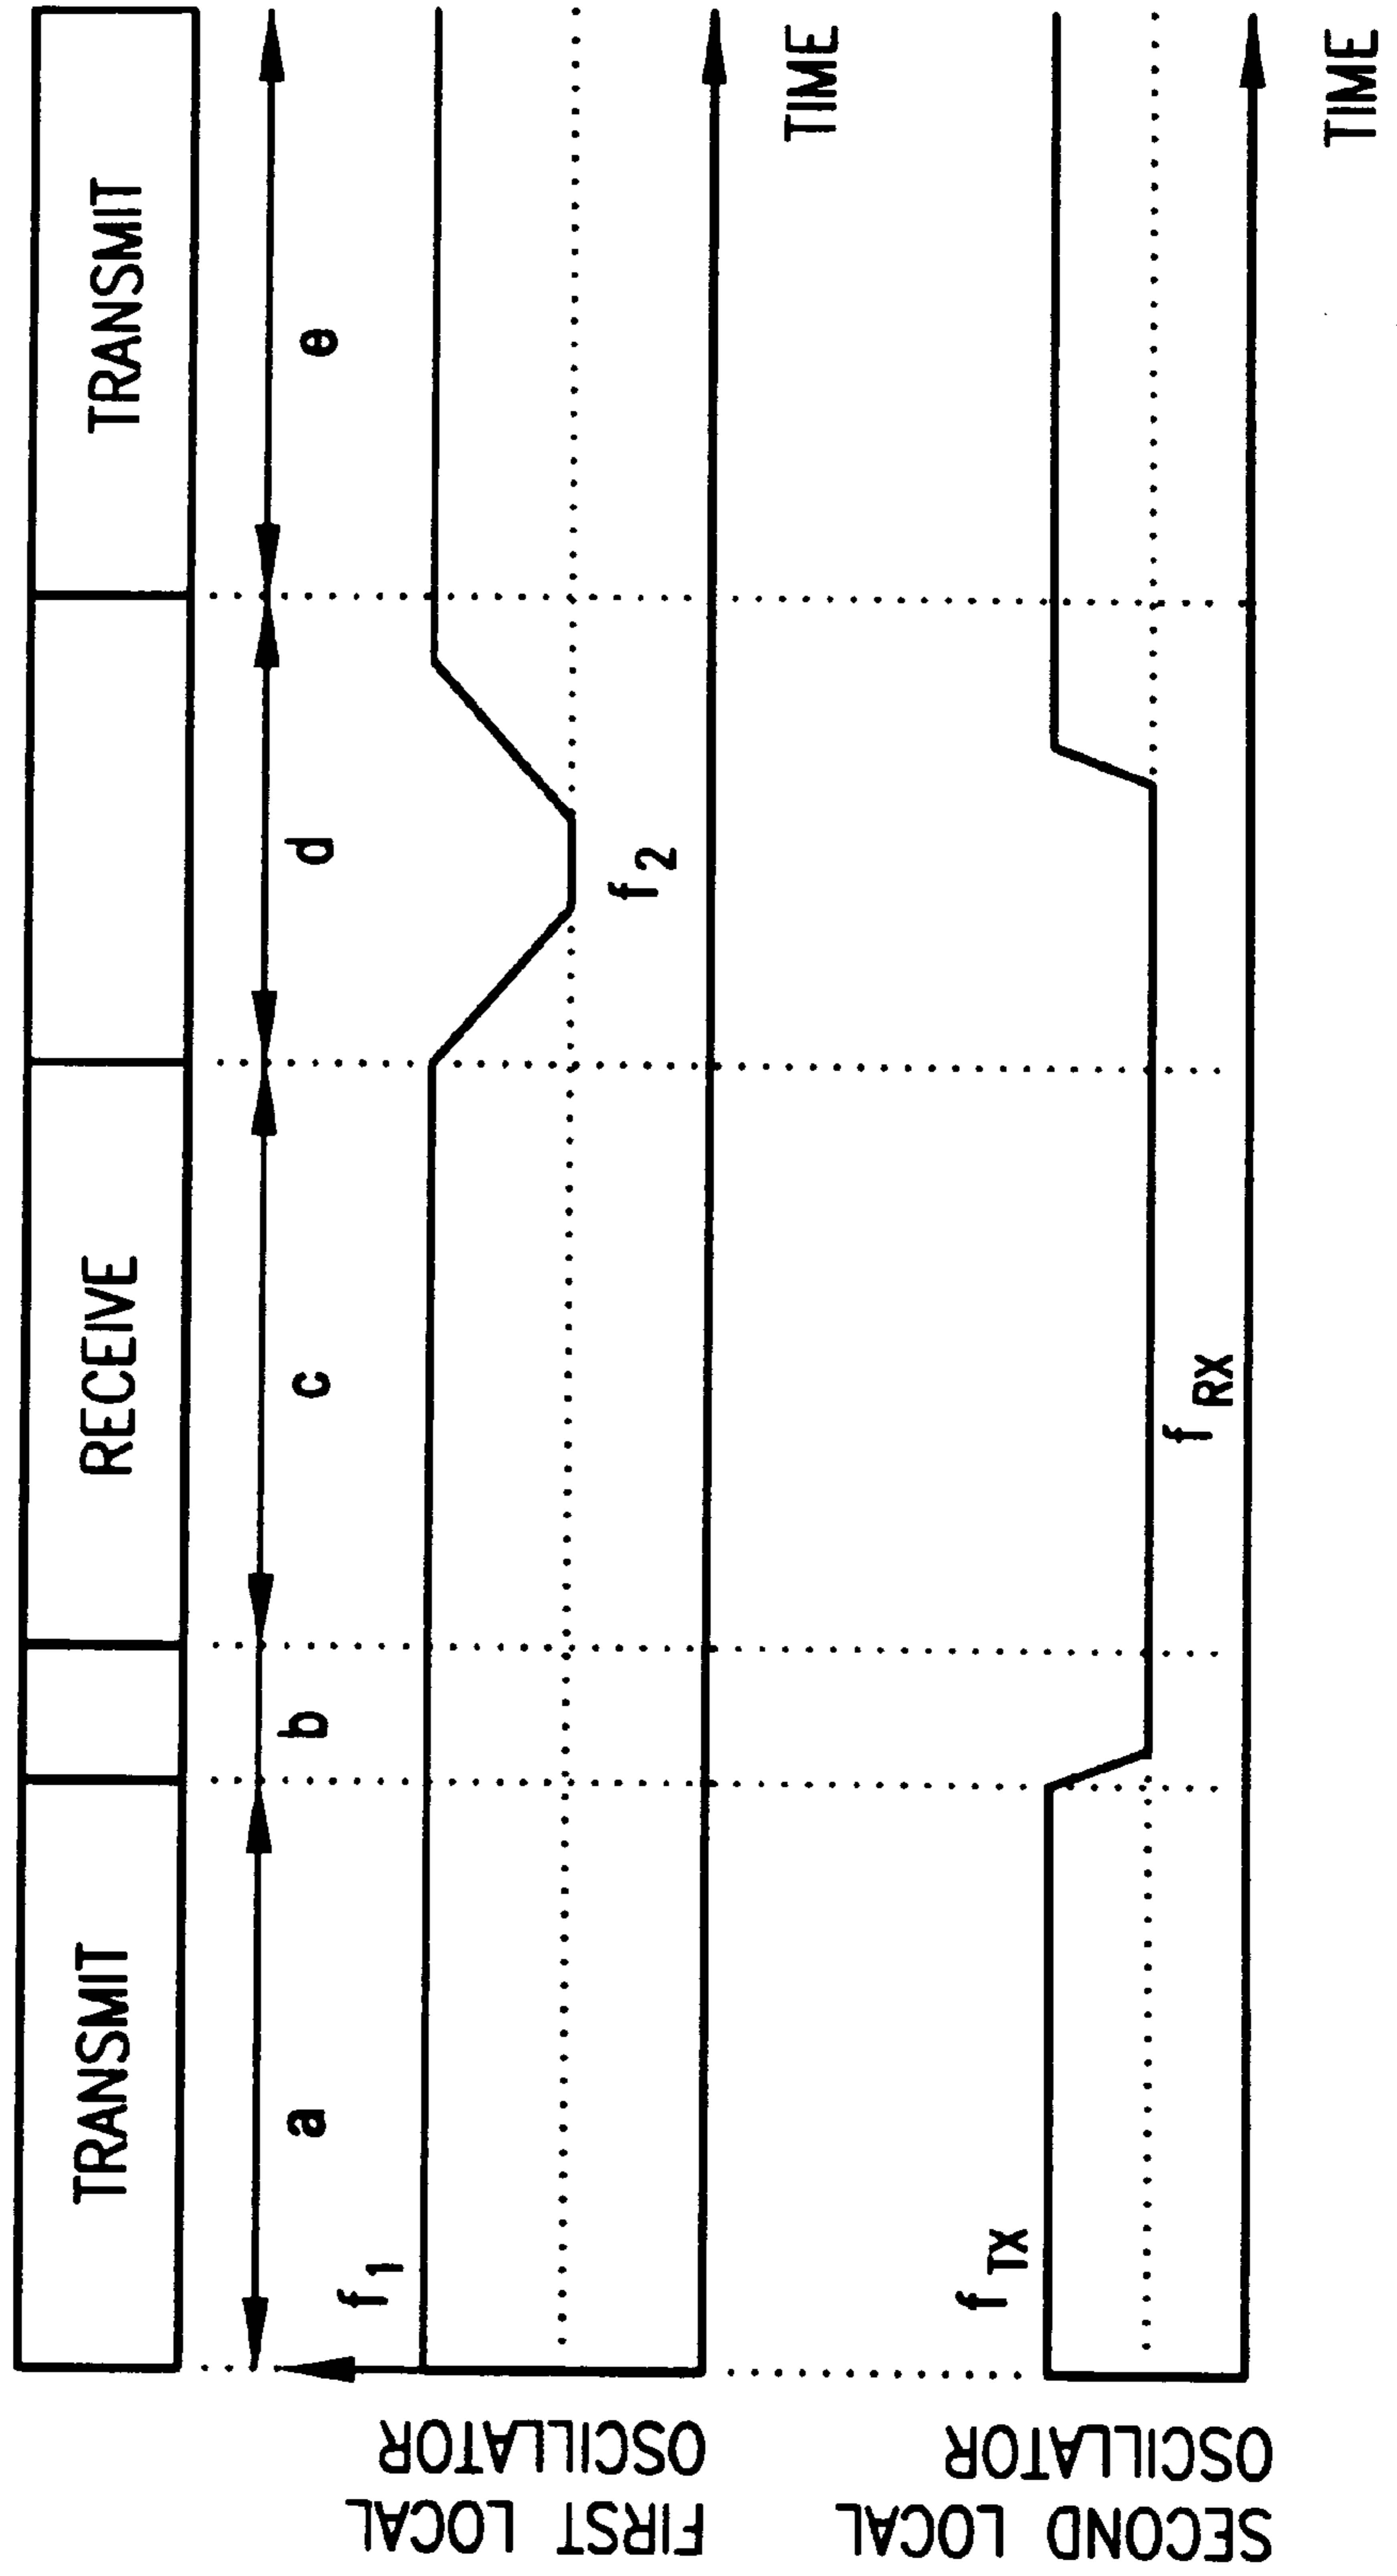 TRANSMIT
RECEIVE
TRANSMIT
a
b
c
d
e
f1
FIRST LOCAL
OSCILLATOR
f2
TIME
fTX
SECOND LOCAL
OSCILLATOR
fRX
TIME